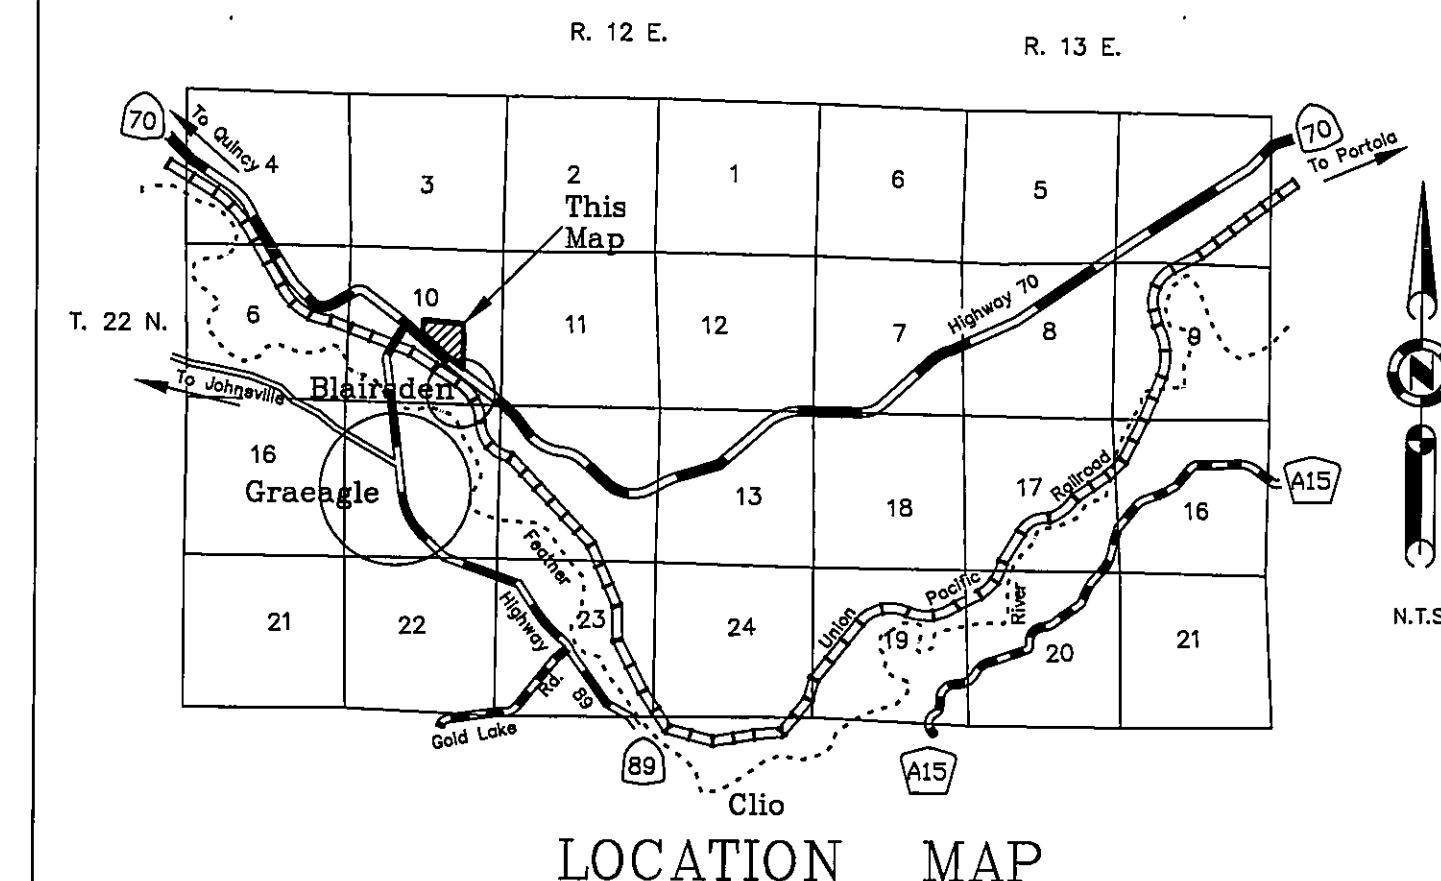 R. 12 E.
R. 13 E.
70
To Quincy
4
3
2
1
6
5
70
To Portola
This
Map
T. 22 N.
6
10
11
12
7
Highway 70
8
9
To Johnsville
Blairsden
N
16
Graeagle
13
18
17
Railroad
16
A15
Feather
21
22
Highway
23
24
Union
Pacific
19
River
20
21
N.T.S
Rd.
89
Gold Lake
89
A15
Clio
LOCATION MAP